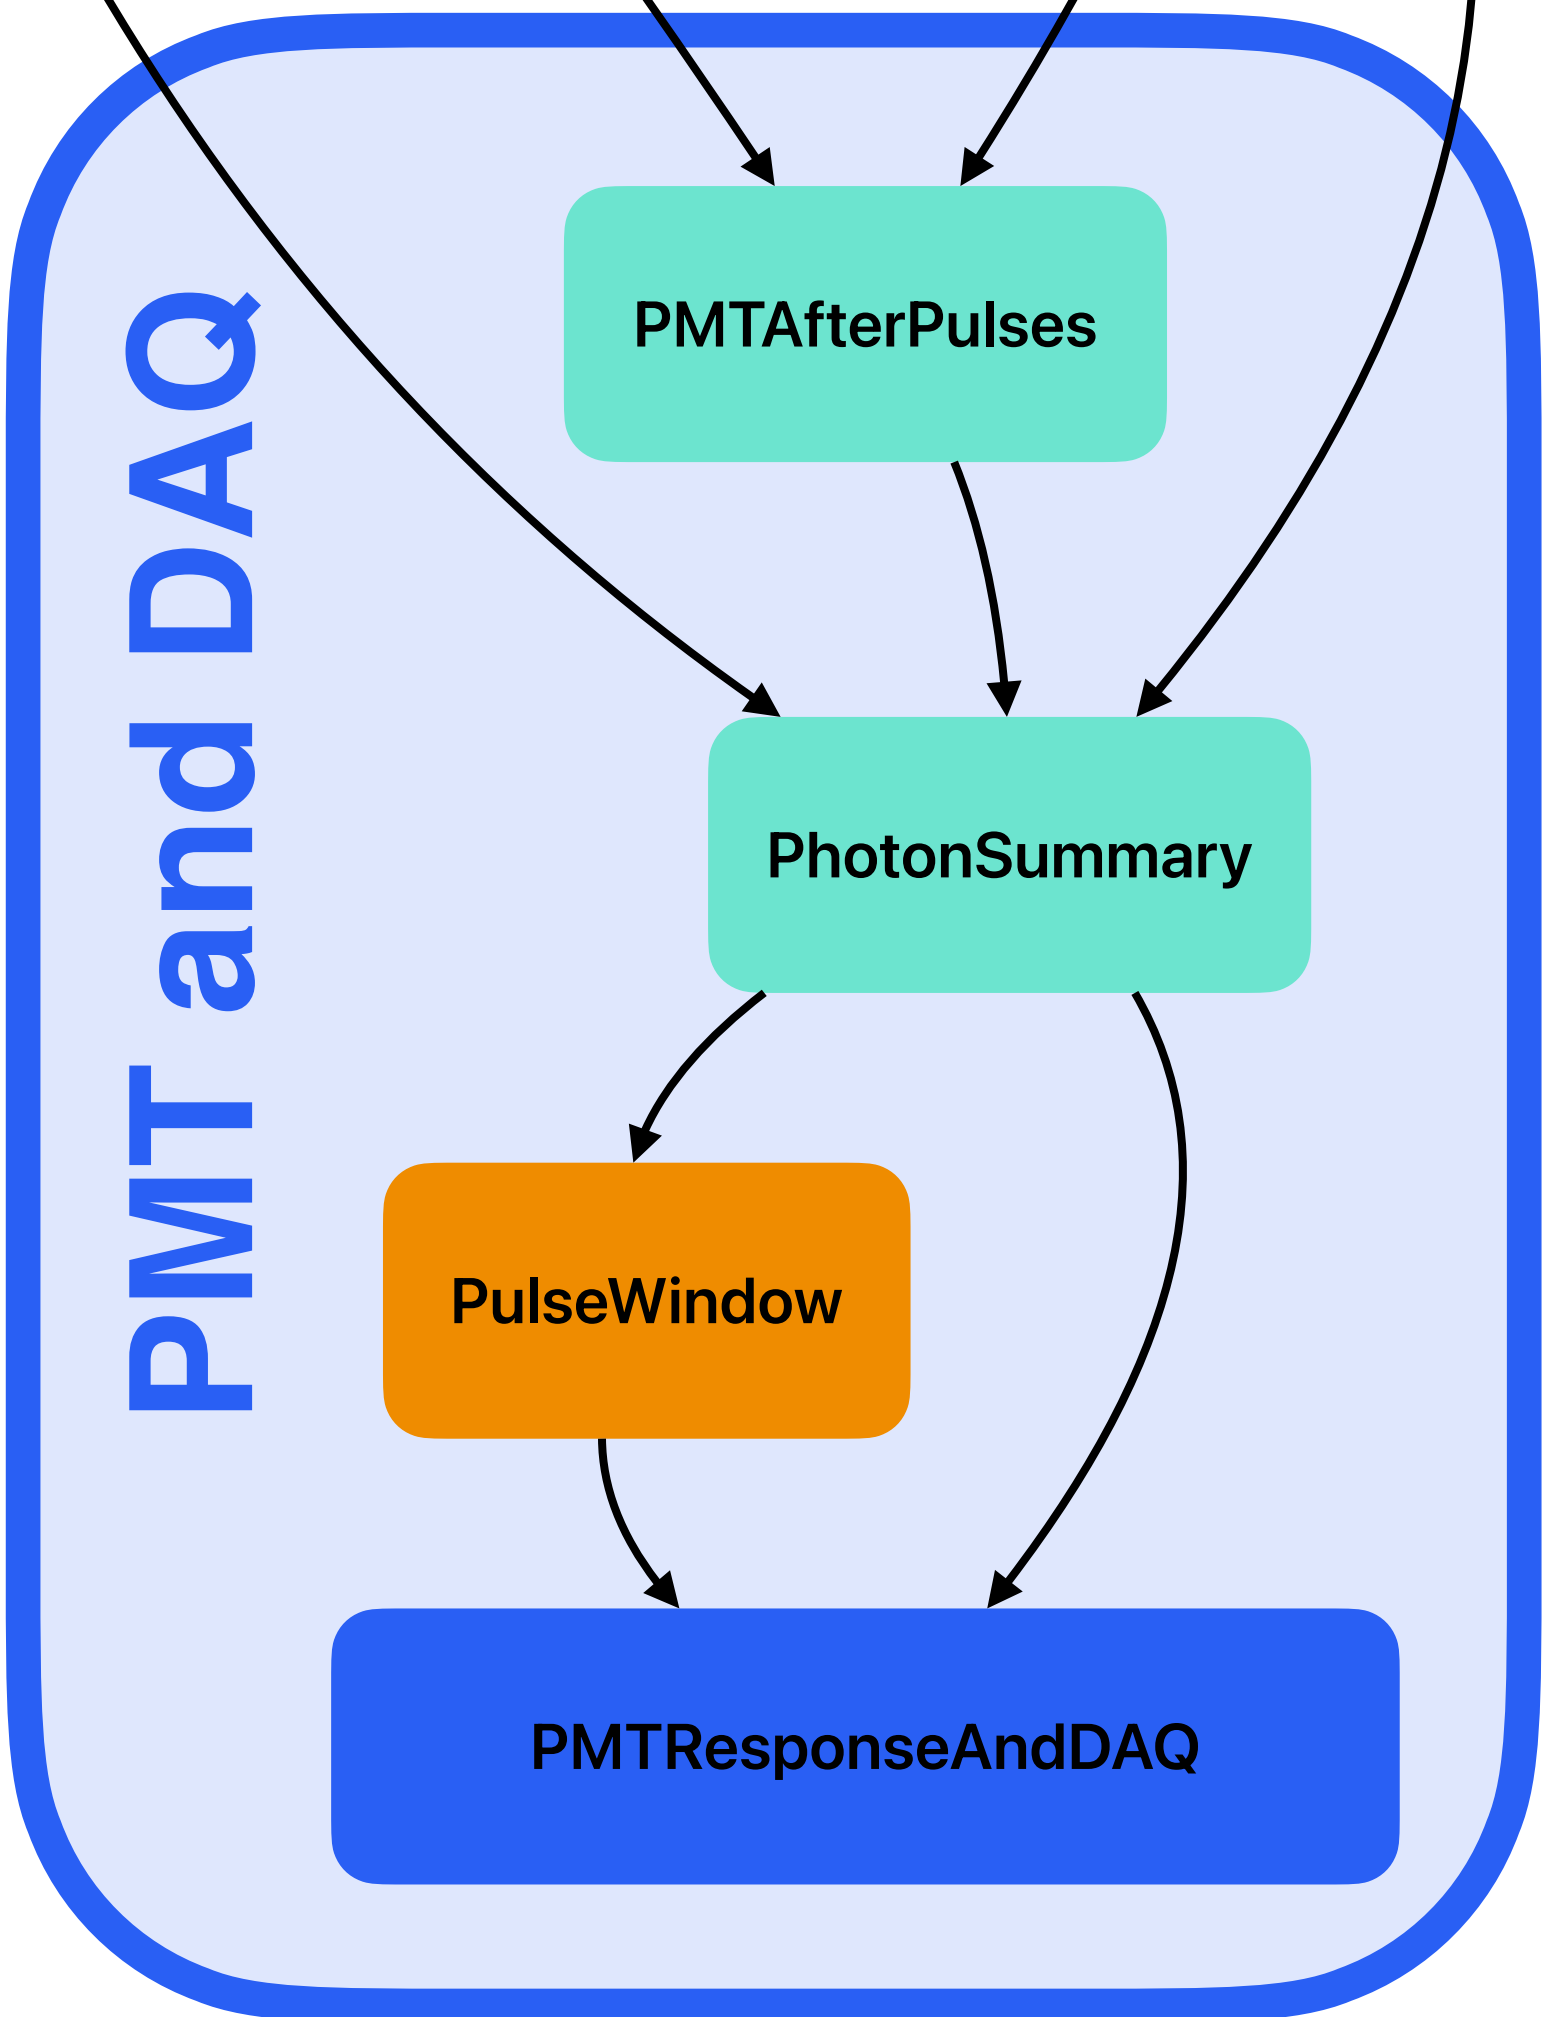 PMT and DAQ
PMTAfterPulses
PhotonSummary
PulseWindow
PMTResponseAndDAQ